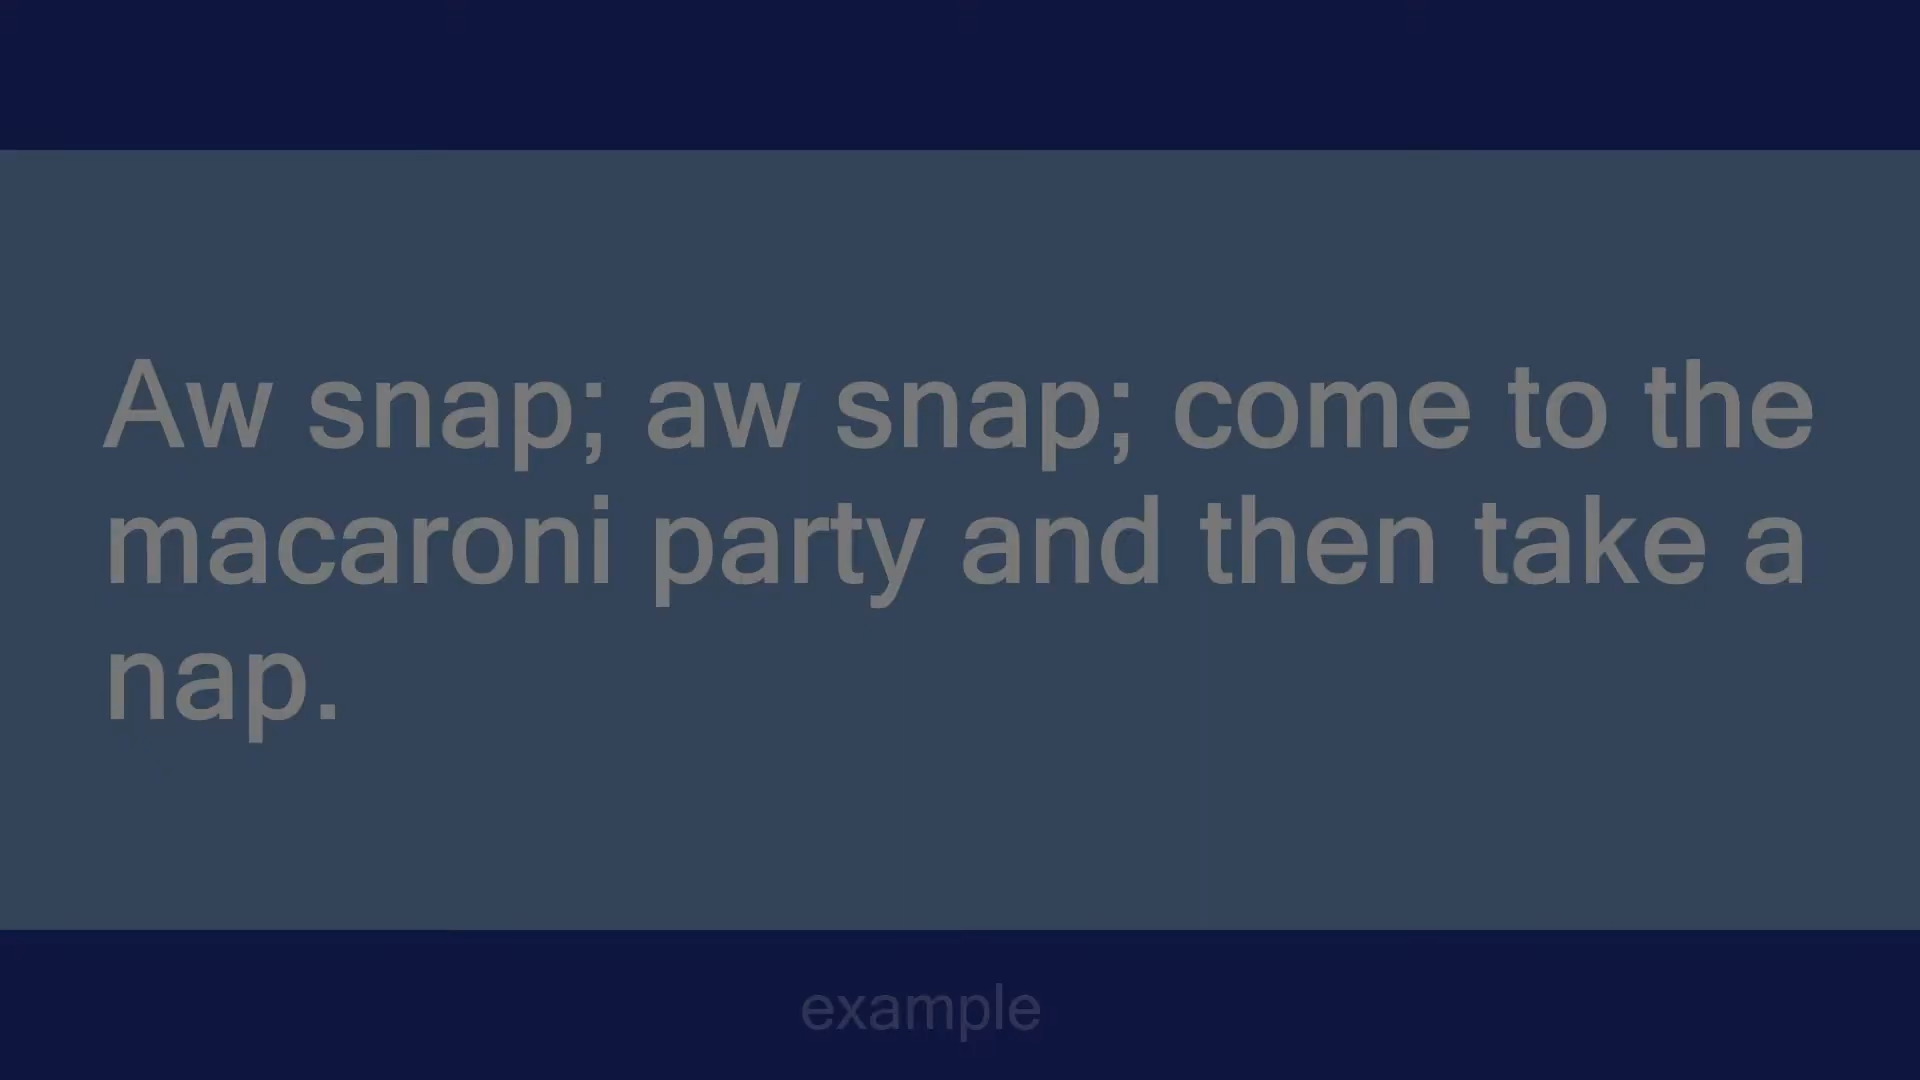 Aw snap; aw snap; come to the
macaroni party and then take a
nap.
example